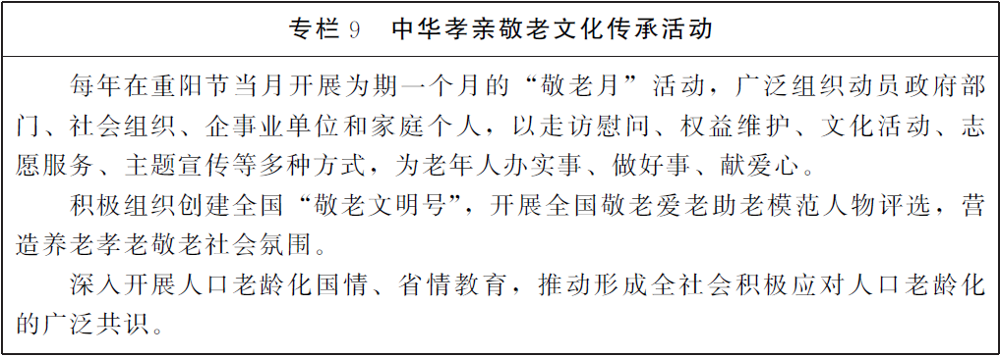 专栏 9 中华孝亲敬老文化传承活动
每年在重阳节当月开展为期一个月的“敬老月”活动，广泛组织动员政府部
门、社会组织、企事业单位和家庭个人，以走访慰问、权益维护、文化活动、志
愿服务、主题宣传等多种方式，为老年人办实事、做好事、献爱心。
积极组织创建全国“敬老文明号”，开展全国敬老爱老助老模范人物评选，营
造养老孝老敬老社会氛围。
深入开展人口老龄化国情、省情教育，推动形成全社会积极应对人口老龄化
的广泛共识。